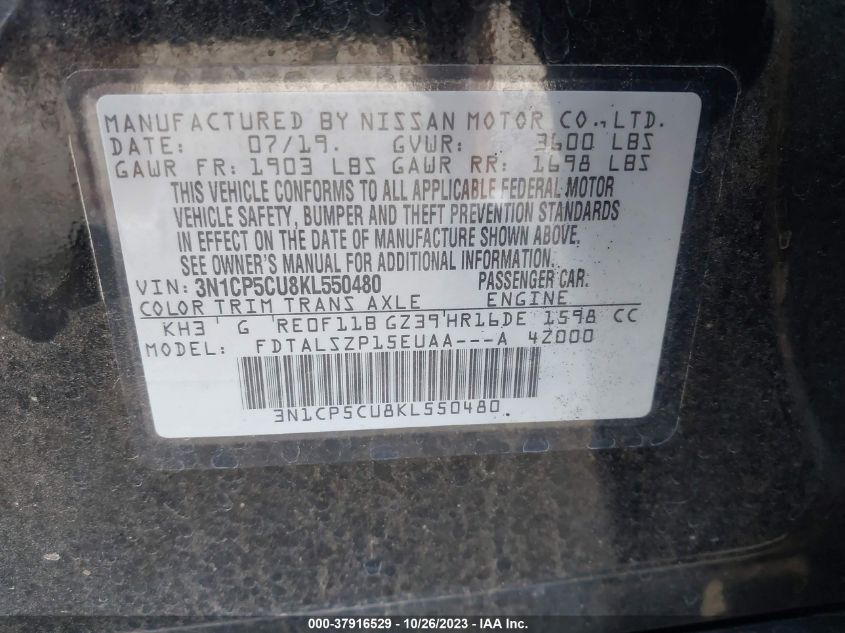 MANUFACTURED BY NISSAN MOTOR CO.,LTD.
DATE: 07/19. GVWR: 3600 LBS
GAWR FR: 1903 LBS GAWR RR: 1698 LBS
THIS VEHICLE CONFORMS TO ALL APPLICABLE FEDERAL MOTOR
VEHICLE SAFETY, BUMPER AND THEFT PREVENTION STANDARDS
IN EFFECT ON THE DATE OF MANUFACTURE SHOWN ABOVE.
SEE OWNER'S MANUAL FOR ADDITIONAL INFORMATION.
VIN: 3N1CP5CU8KL550480 PASSENGER CAR.
COLOR TRIM TRANS AXLE ENGINE
KH3 G RE0F11B GZ39 HR16DE 1598 CC
MODEL: FDTALSZP15EUAA---A 4Z000
3N1CP5CU8KL550480.
000-37916529 - 10/26/2023 - IAA Inc.